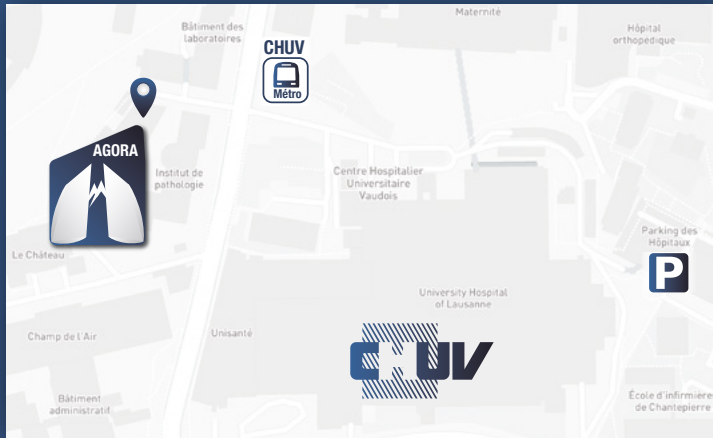 Maternité
Bâtiment des
laboratoires
Hôpital
orthopédique
CHUV
Métro
AGORA
Institut de
pathologie
Centre Hospitalier
Universitaire
Vaudois
Parking des
Hôpitaux
P
Le Château
University Hospital
of Lausanne
Champ de l'Air
Unisanté
CHUV
Bâtiment
administratif
École d'infirmière
de Chantepierre